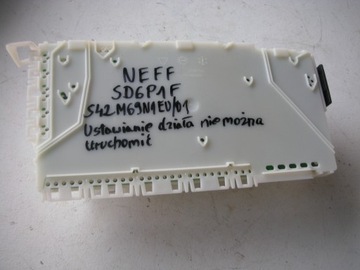 NEFF
SD6P1F
S42M69N1EU/01
Ustawianie działa nie można
uruchomić